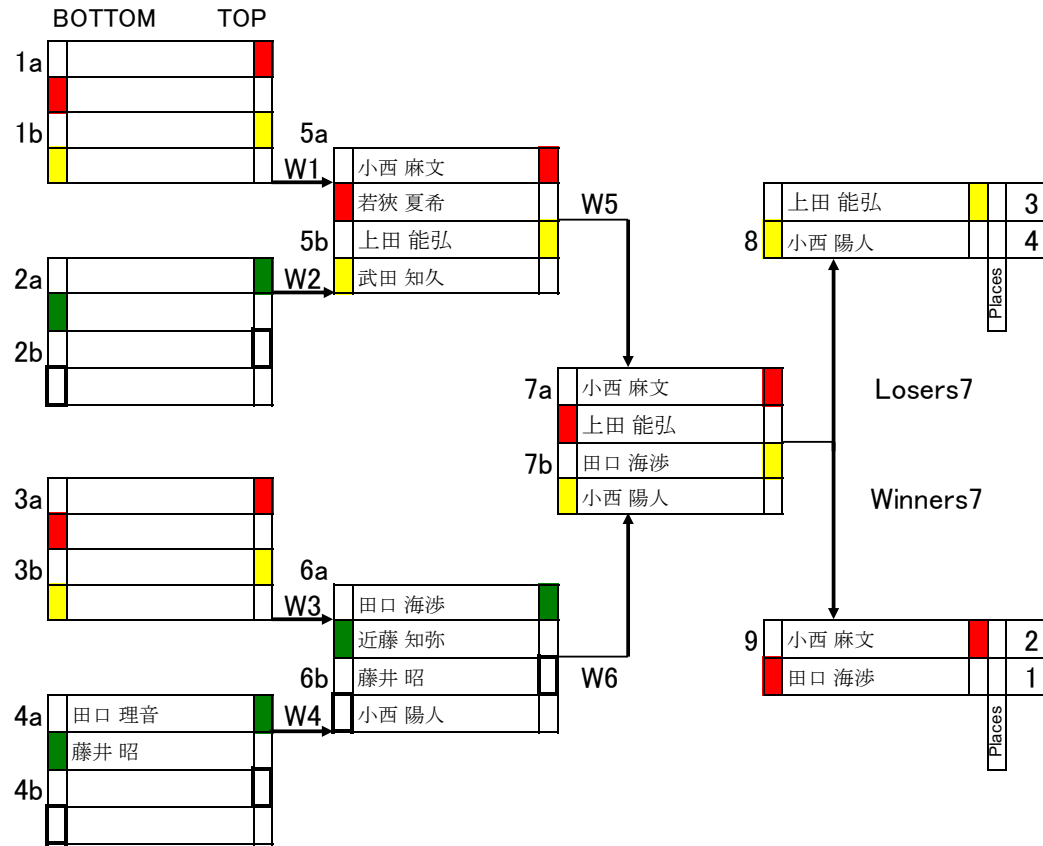 BOTTOM TOP
1a
1b
W1
2a
2b
W2
3a
3b
W3
4a 田口 理音
藤井 昭
4b
W4
5a
小西 麻文
若狭 夏希
5b 上田 能弘
武田 知久
W5
6a
田口 海渉
近藤 知弥
6b 藤井 昭
小西 陽人
W6
7a 小西 麻文
上田 能弘
7b 田口 海渉
小西 陽人
上田 能弘 3
8 小西 陽人 4
Places
Losers7
Winners7
9 小西 麻文 2
田口 海渉 1
Places